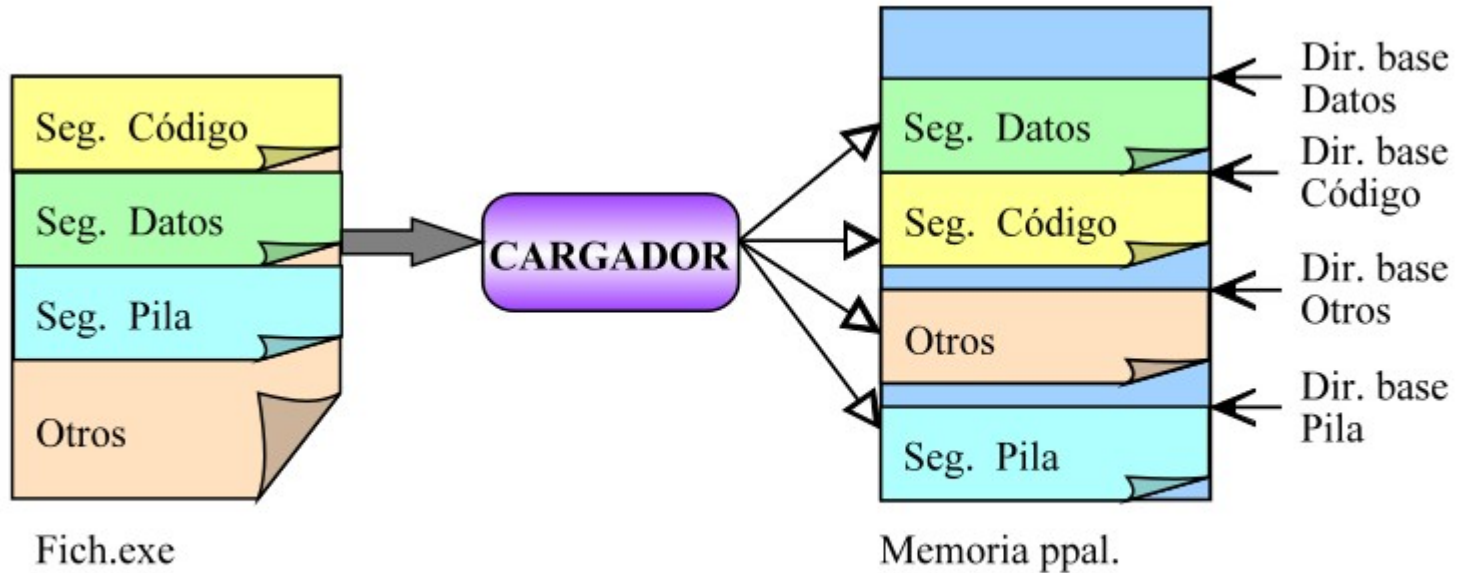 Seg. Código
Seg. Datos
Seg. Pila
Otros
Fich.exe
CARGADOR
Seg. Datos
Seg. Código
Otros
Seg. Pila
Memoria ppal.
Dir. base
Datos
Dir. base
Código
Dir. base
Otros
Dir. base
Pila